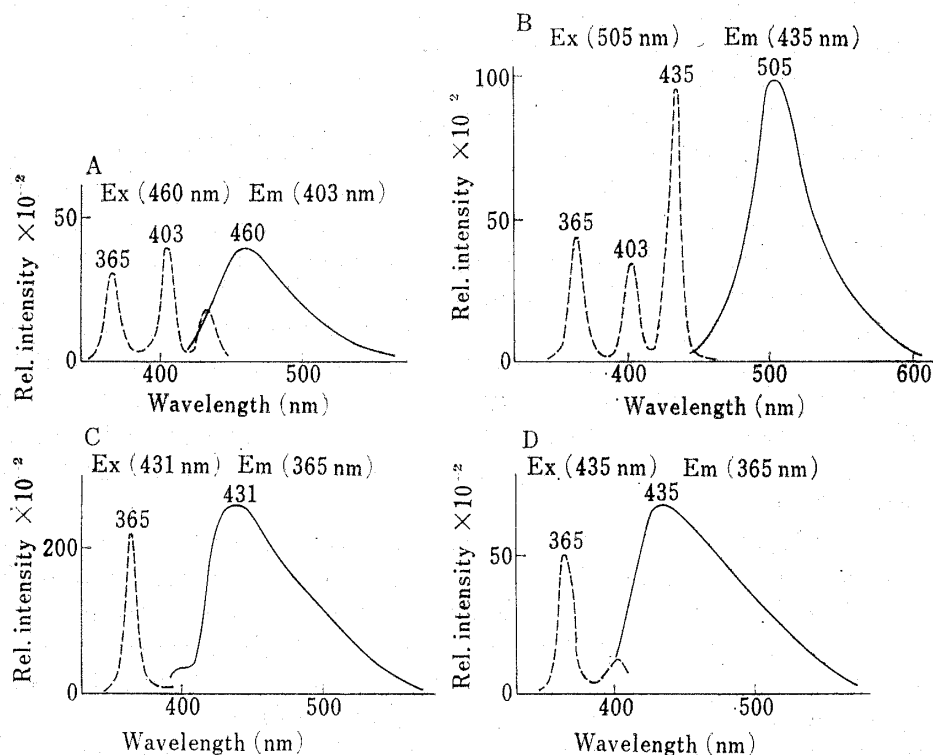 A
Ex (460 nm) Em (403 nm)
Rel. intensity ×10⁻²
50
0
365
403
460
400
500
Wavelength (nm)
B
Ex (505 nm) Em (435 nm)
Rel. intensity ×10²
100
50
0
365
403
435
505
400
500
600
Wavelength (nm)
C
Ex (431 nm) Em (365 nm)
Rel. intensity ×10⁻²
200
0
365
431
400
500
Wavelength (nm)
D
Ex (435 nm) Em (365 nm)
Rel. intensity ×10⁻²
50
0
365
435
400
500
Wavelength (nm)